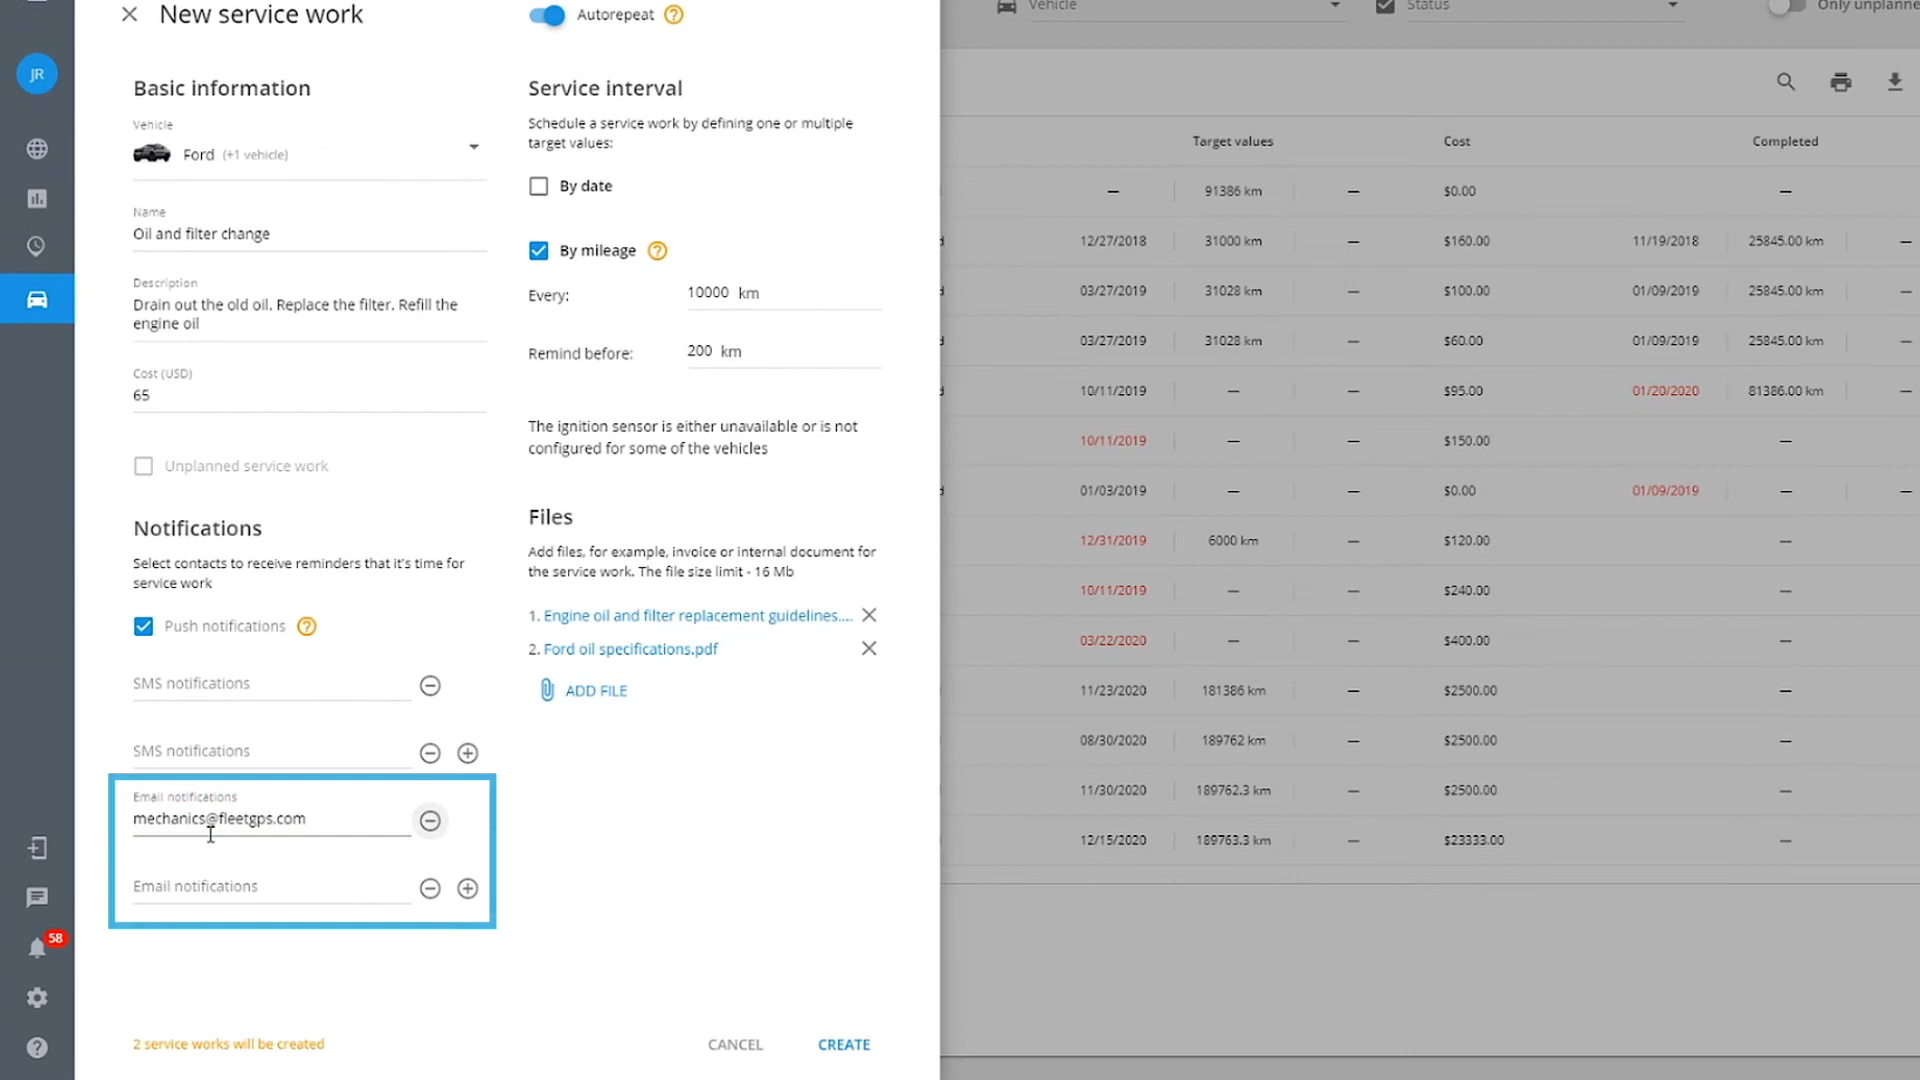 New service work
Autorepeat
JR
Basic information
Vehicle
Ford (+1 vehicle)
Name
Oil and filter change
Description
Drain out the old oil. Replace the filter. Refill the
engine oil
Cost (USD)
65
Unplanned service work
Notifications
Select contacts to receive reminders that it's time for
service work
Push notifications
SMS notifications
SMS notifications
Email notifications
mechanics@fleetgps.com
Email notifications
58
2 service works will be created
Service interval
Schedule a service work by defining one or multiple
target values:
By date
By mileage
Every: 10000 km
Remind before: 200 km
The ignition sensor is either unavailable or is not
configured for some of the vehicles
Files
Add files, for example, invoice or internal document for
the service work. The file size limit - 16 Mb
1. Engine oil and filter replacement guidelines....
2. Ford oil specifications.pdf
ADD FILE
CANCEL CREATE
Vehicle Status Only unplanne
Target values Cost Completed
— 91386 km — $0.00 —
d 12/27/2018 31000 km — $160.00 11/19/2018 25845.00 km —
d 03/27/2019 31028 km — $100.00 01/09/2019 25845.00 km —
d 03/27/2019 31028 km — $60.00 01/09/2019 25845.00 km —
d 10/11/2019 — — $95.00 01/20/2020 81386.00 km —
10/11/2019 — — $150.00 —
d 01/03/2019 — — $0.00 01/09/2019 — —
12/31/2019 6000 km — $120.00 —
10/11/2019 — — $240.00 —
03/22/2020 — — $400.00 —
11/23/2020 181386 km — $2500.00 —
08/30/2020 189762 km — $2500.00 —
11/30/2020 189762.3 km — $2500.00 —
12/15/2020 189763.3 km — $23333.00 —